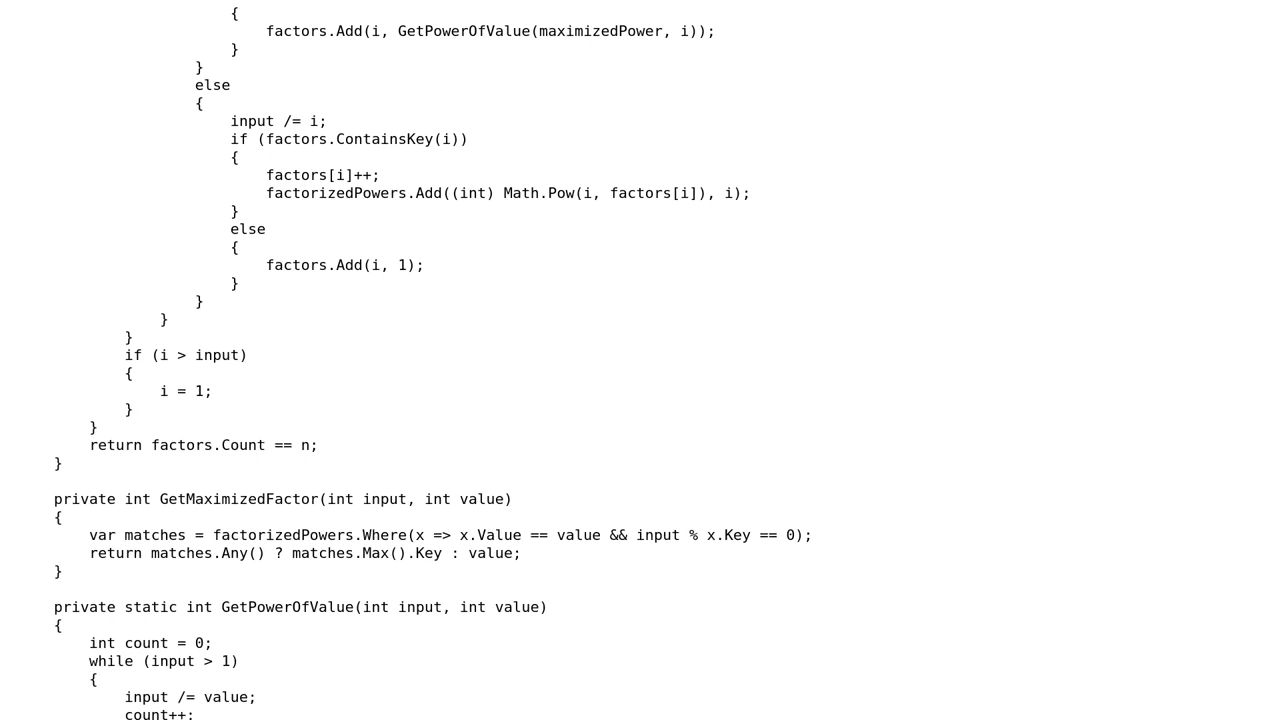 {
factors.Add(i, GetPowerOfValue(maximizedPower, i));
}
}
else
{
input /= i;
if (factors.ContainsKey(i))
{
factors[i]++;
factorizedPowers.Add((int) Math.Pow(i, factors[i]), i);
}
else
{
factors.Add(i, 1);
}
}
}
}
if (i > input)
{
i = 1;
}
}
return factors.Count == n;
}
private int GetMaximizedFactor(int input, int value)
{
var matches = factorizedPowers.Where(x => x.Value == value && input % x.Key == 0);
return matches.Any() ? matches.Max().Key : value;
}
private static int GetPowerOfValue(int input, int value)
{
int count = 0;
while (input > 1)
{
input /= value;
count++;